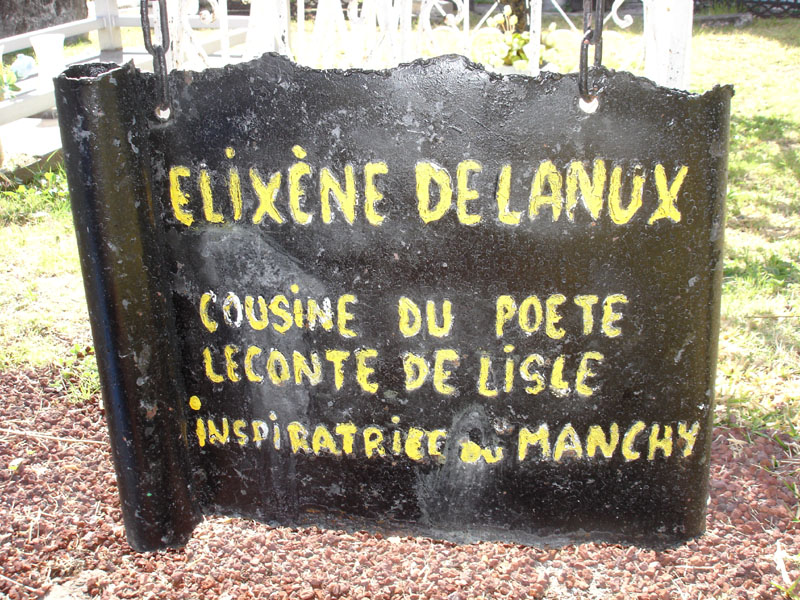 ELIXÈNE DELANUX
COUSINE DU POETE
LECONTE DE LISLE
INSPIRATRICE DU MANCHY